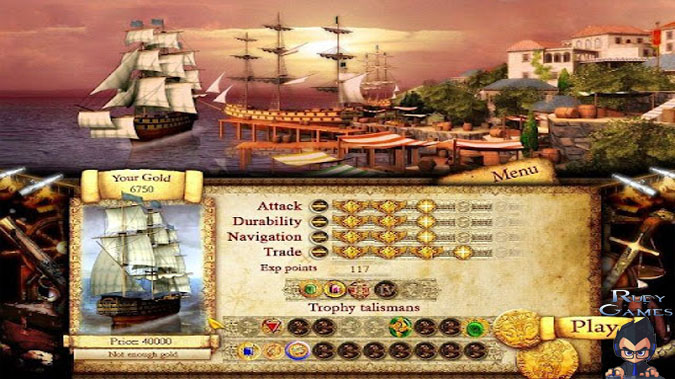 Your Gold
6750
Menu
Attack
Durability
Navigation
Trade
Exp points
117
Trophy talismans
Price: 40000
Not enough gold
Play
RUEY
GAMES